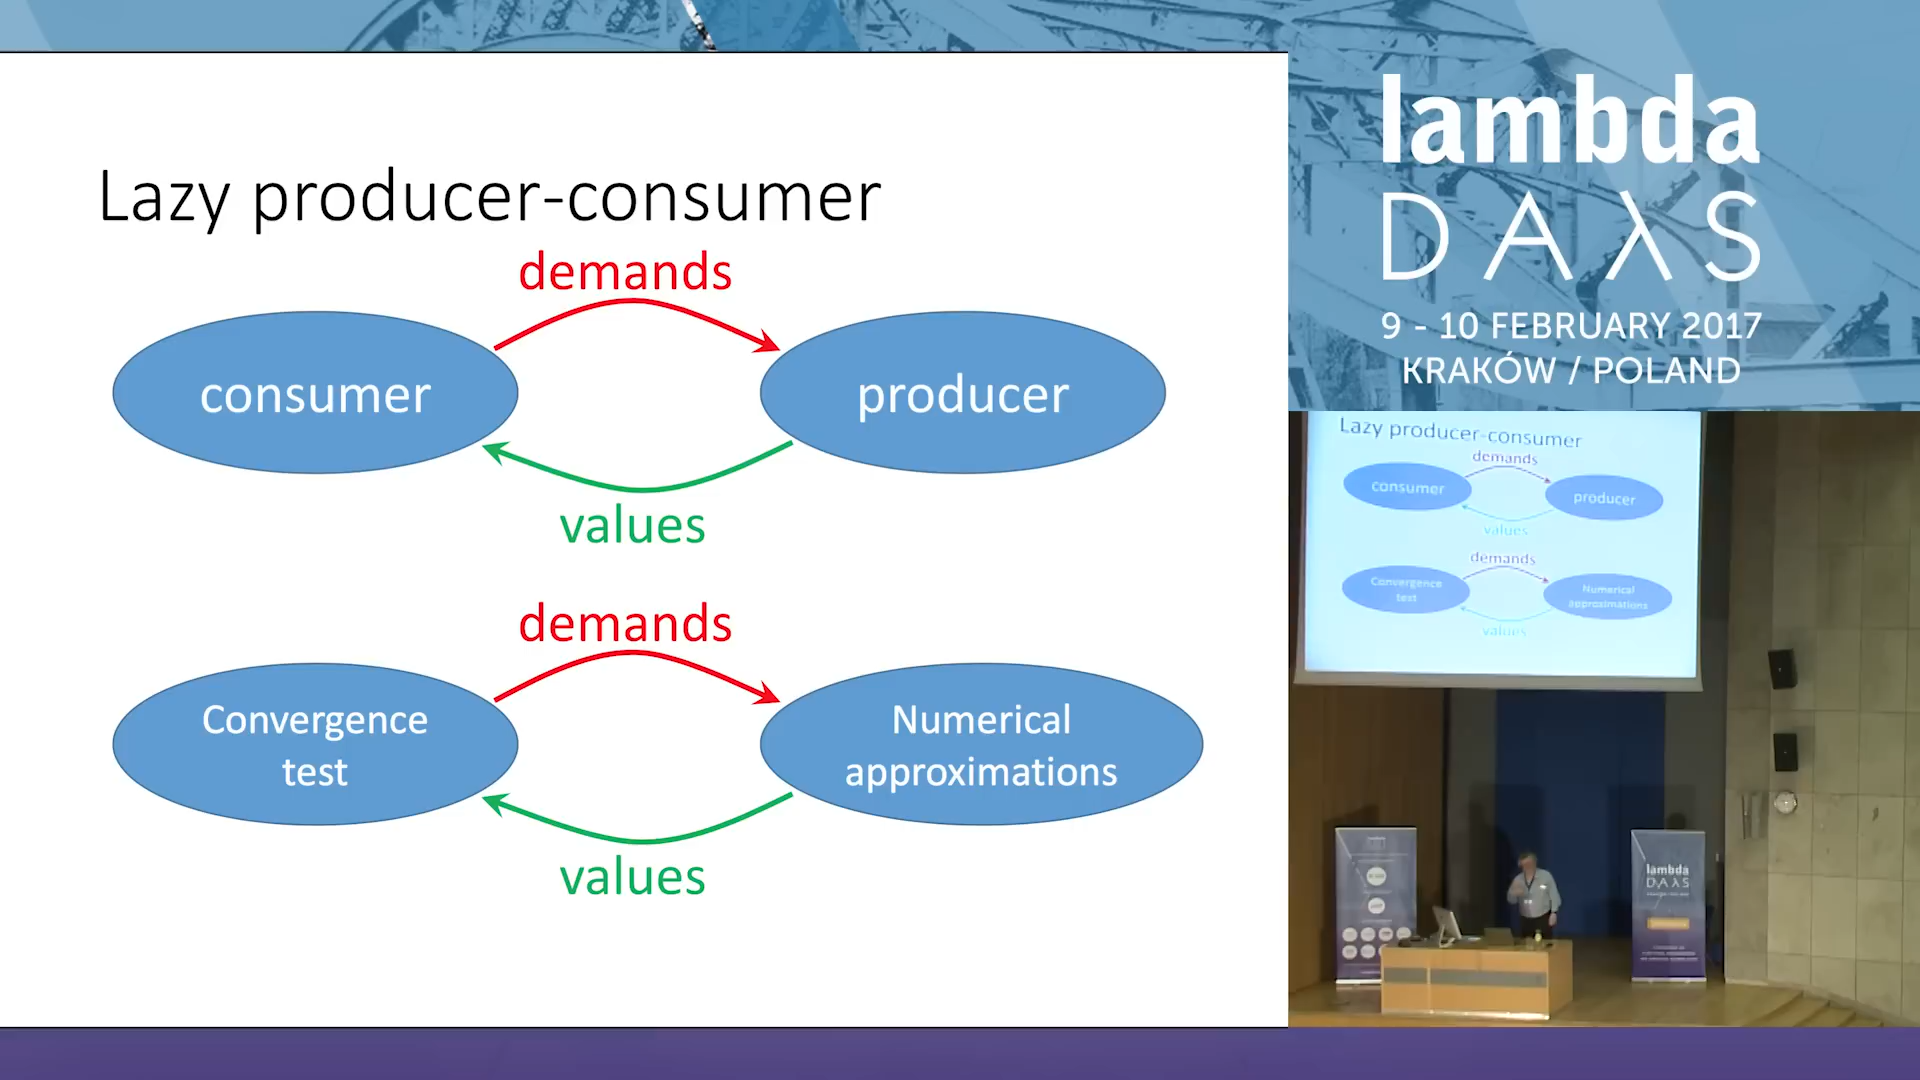 Lazy producer-consumer
demands
consumer
producer
values
demands
Convergence
test
Numerical
approximations
values
lambda
DAλS
9 - 10 FEBRUARY 2017
KRAKÓW / POLAND
Lazy producer-consumer
demands
consumer
producer
values
demands
Convergence
test
Numerical
approximations
values
lambda
DAλS